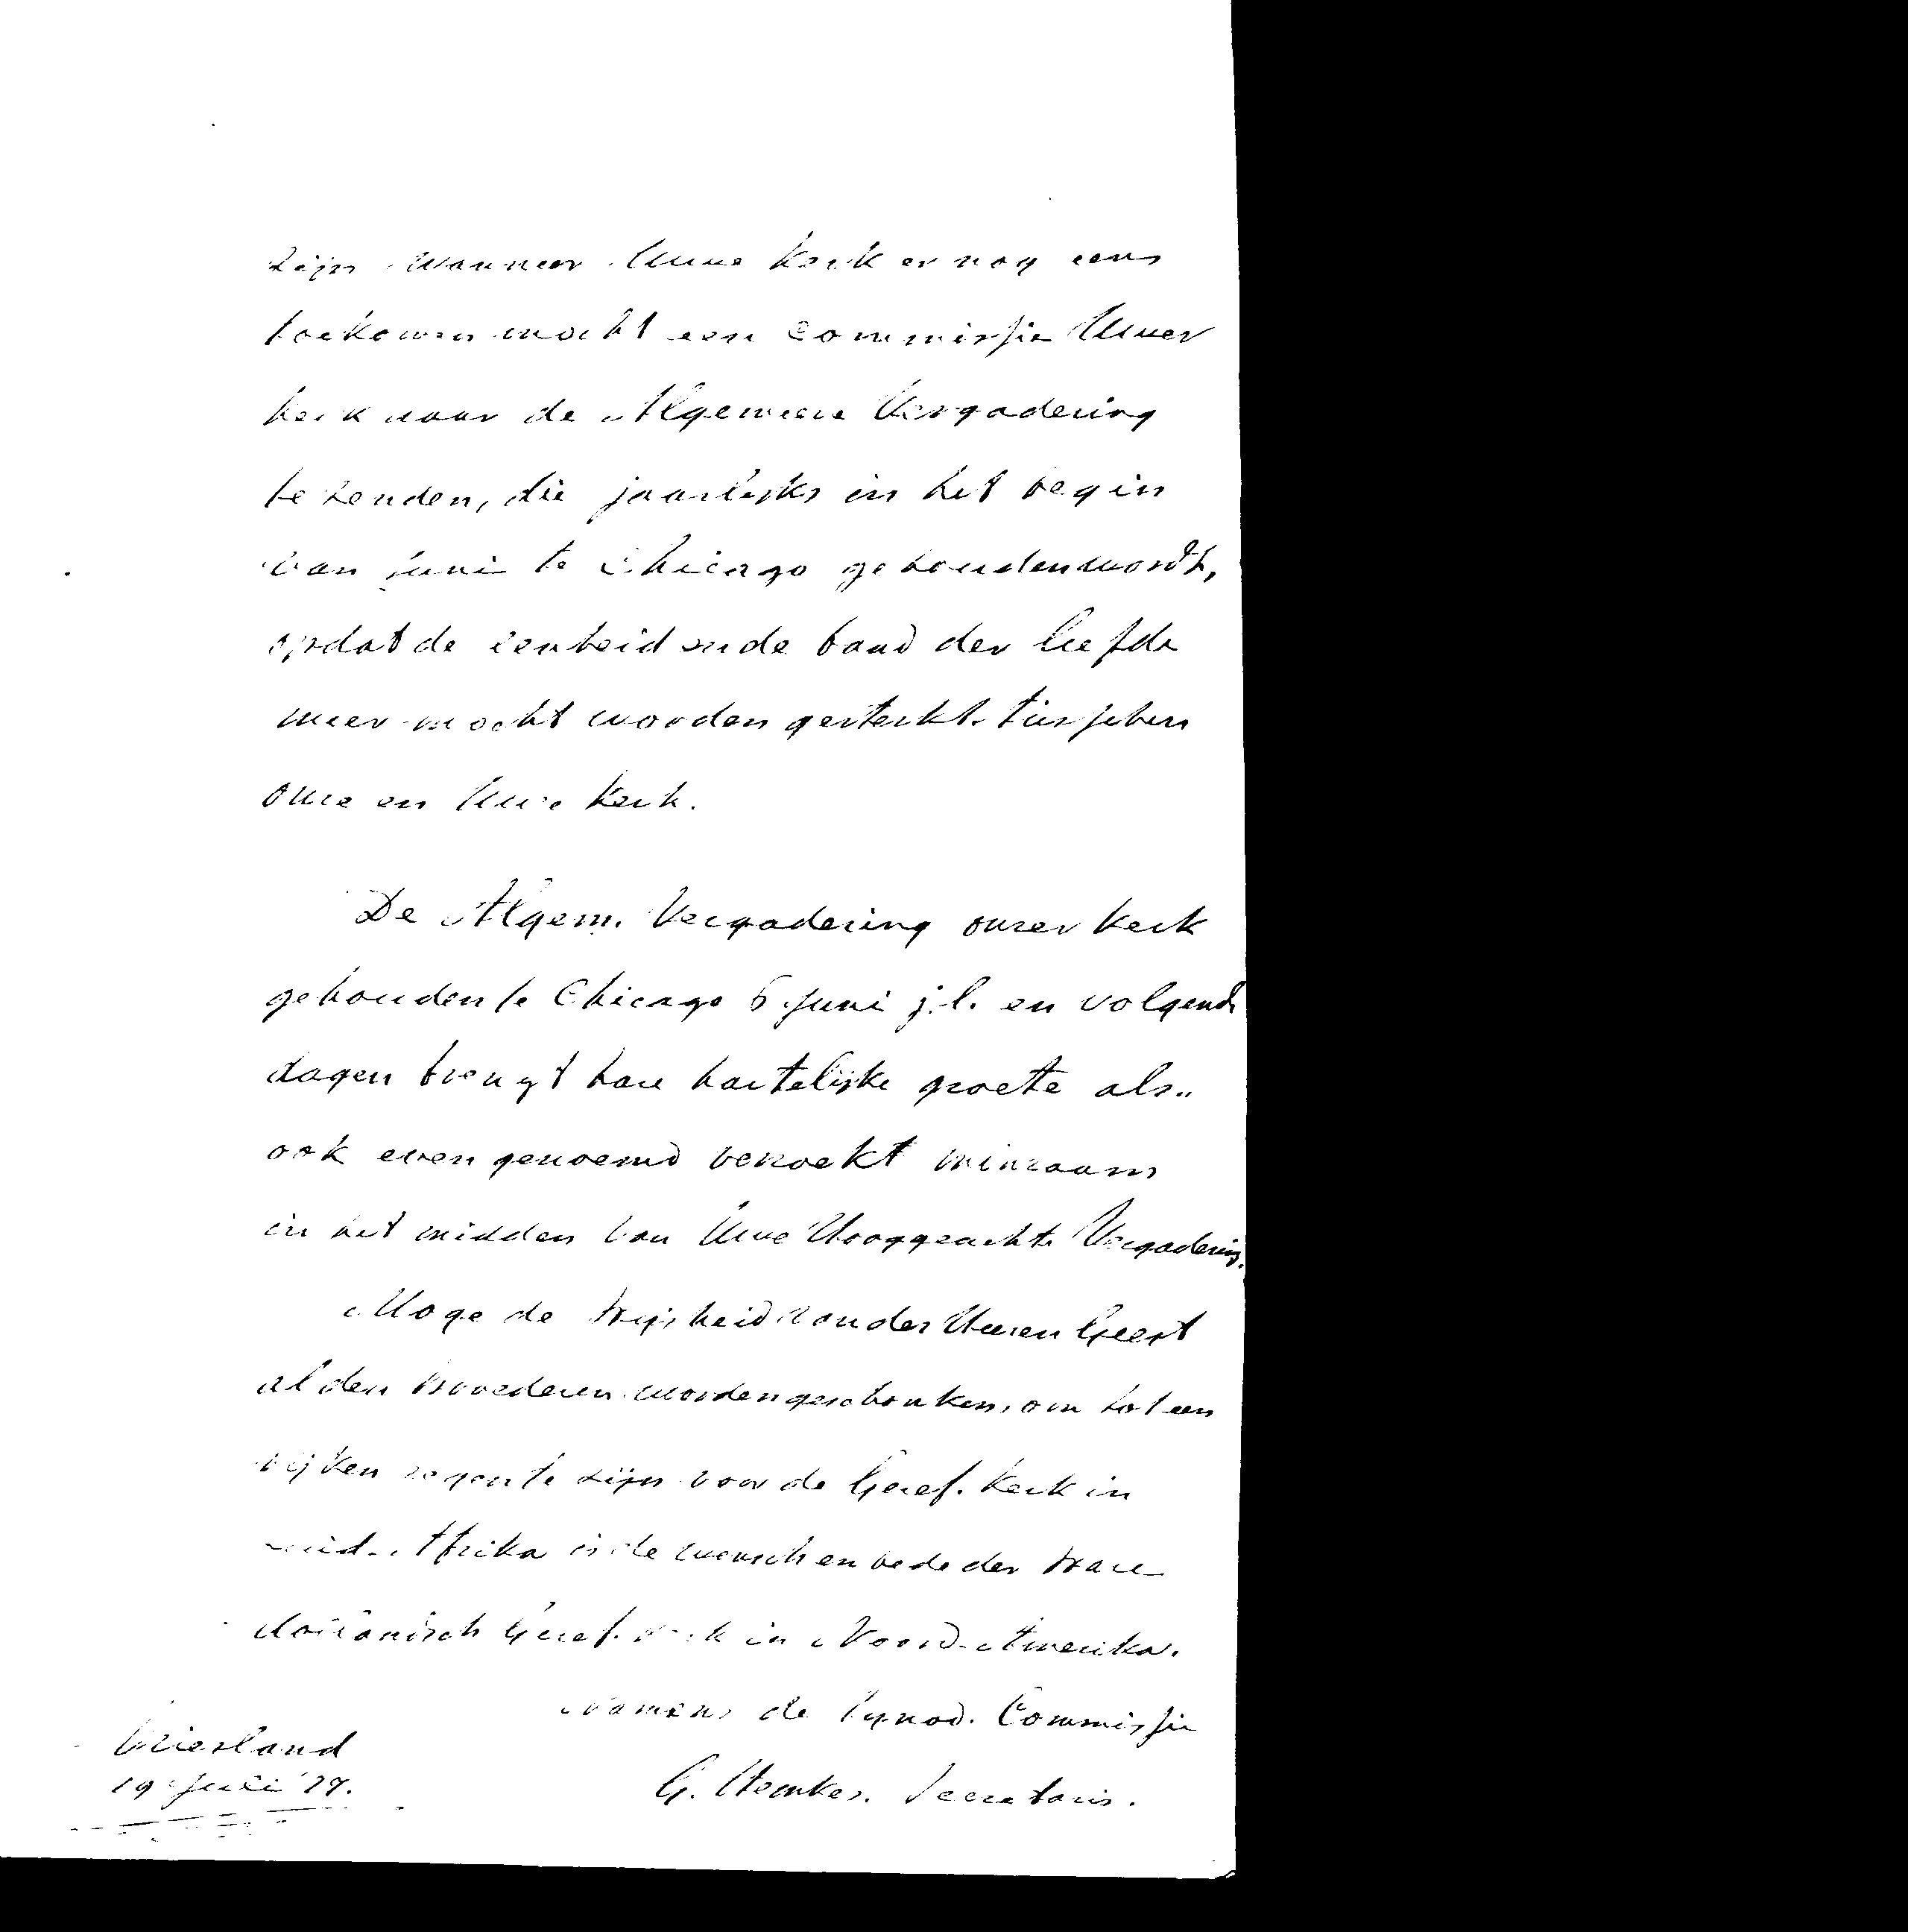 zijn wanneer Uwe Kerk er nog eens
toekomen mocht een Commissie Uwer
Kerk naar de Algemeene Vergadering
te zenden, die jaarlijks in het begin
van Juni te Chicago gehouden wordt,
opdat de eenheid en de band der liefde
meer mocht worden gesterkt tusschen
onze en Uwe Kerk.
De Algem. Vergadering onzer Kerk
gehouden te Chicago 6 Juni j.l. en volgende
dagen brengt hare hartelijke groete als..
ook even genoemd verzoekt minzaam
in het midden van Uwe Hooggeachte Vergadering.
Moge de Wijsheid van den Geest
al den Broederen worden geschonken, om tot een
rijken zegen te zijn voor de Geref. Kerk in
Zuid-Afrika is de wensch en bede der Hol-
landsch Geref. Kerk in Noord-Amerika.
Namens de Synod. Commissie
Vriesland
19 Juli '77.
G. Hemkes. Secretaris.